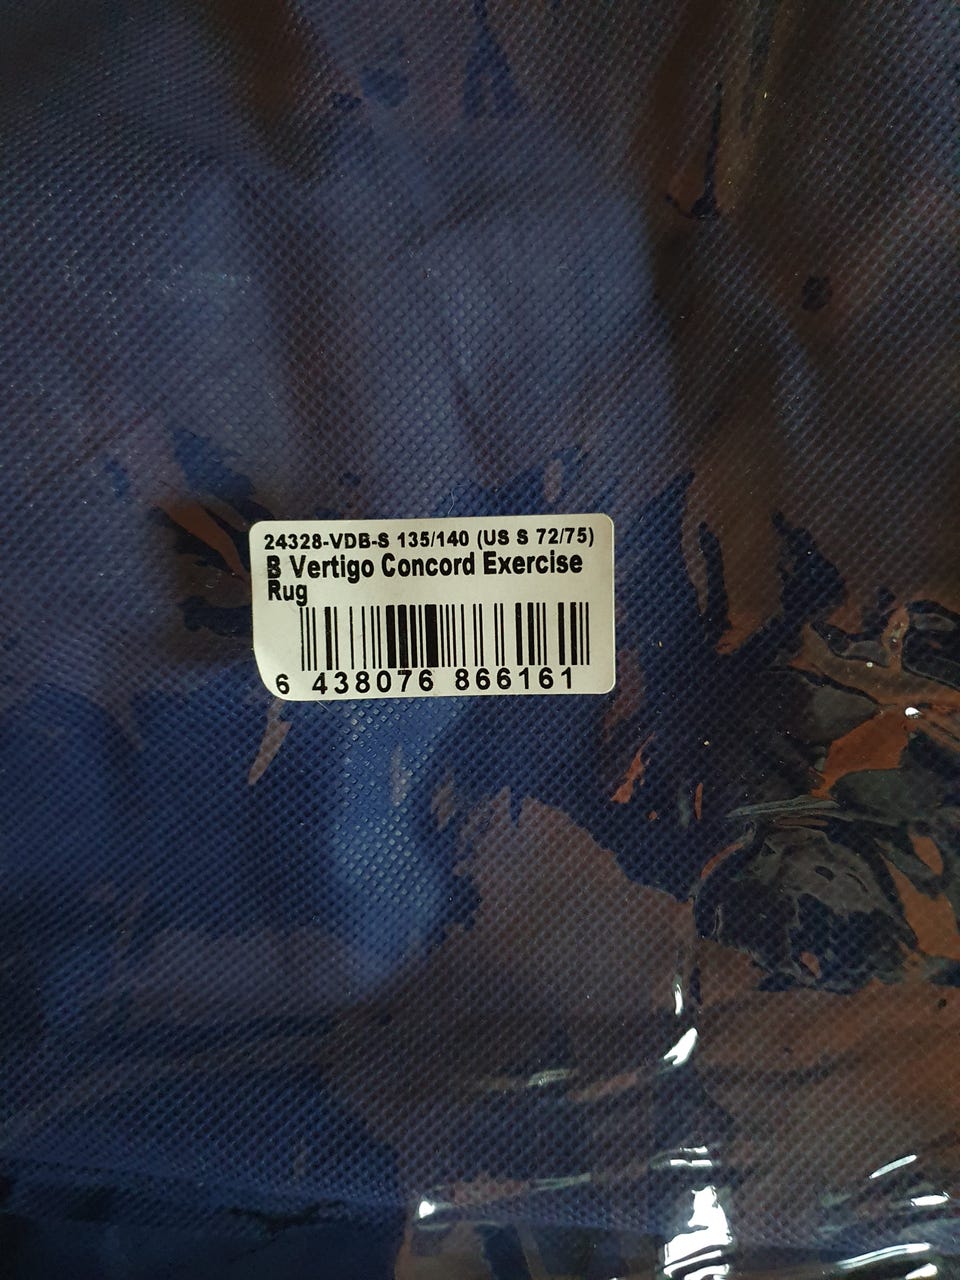 24328-VDB-S 135/140 (US S 72/75)
B Vertigo Concord Exercise
Rug
6 438076 866161